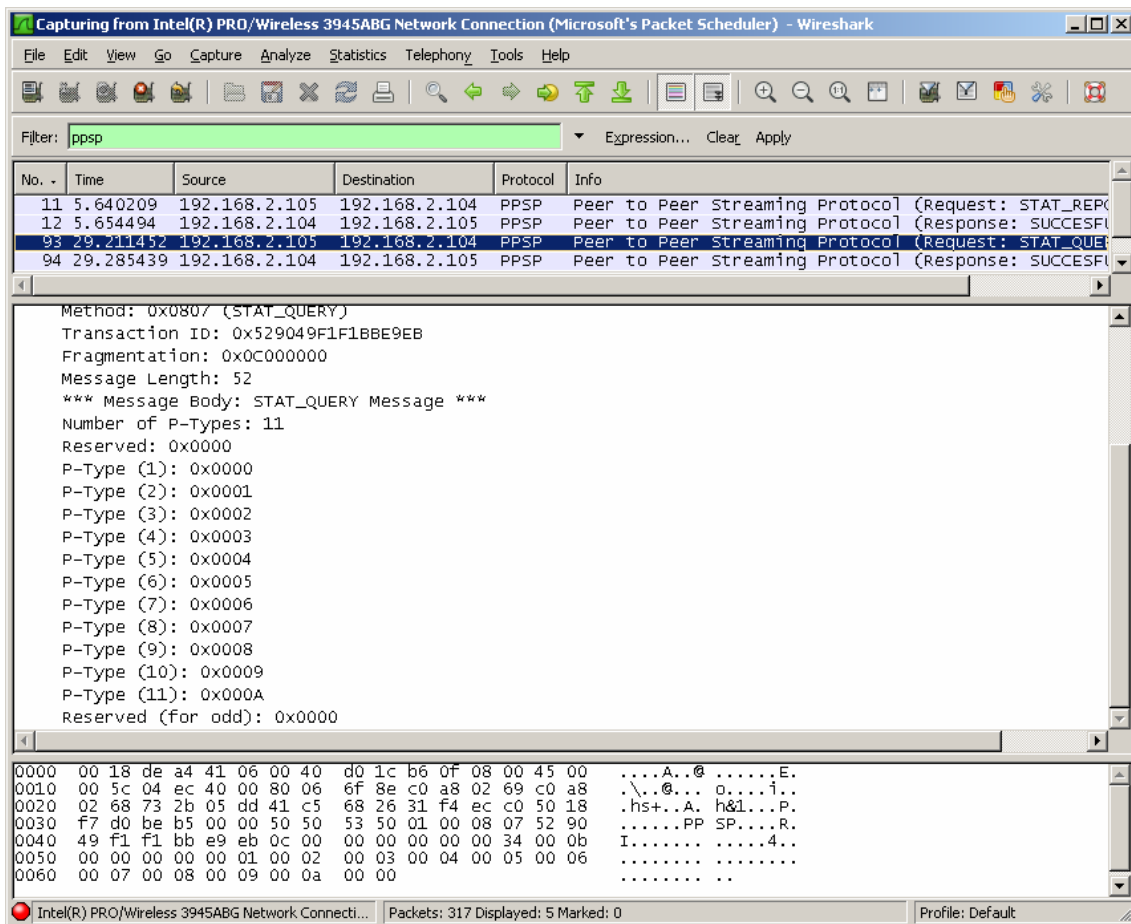 Capturing from Intel(R) PRO/Wireless 3945ABG Network Connection (Microsoft's Packet Scheduler) - Wireshark
File Edit View Go Capture Analyze Statistics Telephony Tools Help
Filter: ppsp Expression... Clear Apply
No. Time Source Destination Protocol Info
11 5.640209 192.168.2.105 192.168.2.104 PPSP Peer to Peer Streaming Protocol (Request: STAT_REPO
12 5.654494 192.168.2.104 192.168.2.105 PPSP Peer to Peer Streaming Protocol (Response: SUCCESFU
93 29.211452 192.168.2.105 192.168.2.104 PPSP Peer to Peer Streaming Protocol (Request: STAT_QUE
94 29.285439 192.168.2.104 192.168.2.105 PPSP Peer to Peer Streaming Protocol (Response: SUCCESFU
Method: 0x0807 (STAT_QUERY)
Transaction ID: 0x529049F1F1BBE9EB
Fragmentation: 0x0C000000
Message Length: 52
*** Message Body: STAT_QUERY Message ***
Number of P-Types: 11
Reserved: 0x0000
P-Type (1): 0x0000
P-Type (2): 0x0001
P-Type (3): 0x0002
P-Type (4): 0x0003
P-Type (5): 0x0004
P-Type (6): 0x0005
P-Type (7): 0x0006
P-Type (8): 0x0007
P-Type (9): 0x0008
P-Type (10): 0x0009
P-Type (11): 0x000A
Reserved (for odd): 0x0000
0000 00 18 de a4 41 06 00 40 d0 1c b6 0f 08 00 45 00 ....A..@ ......E.
0010 00 5c 04 ec 40 00 80 06 6f 8e c0 a8 02 69 c0 a8 .\..@... o....i..
0020 02 68 73 2b 05 dd 41 c5 68 26 31 f4 ec c0 50 18 .hs+..A. h&1...P.
0030 f7 d0 be b5 00 00 50 50 53 50 01 00 08 07 52 90 ......PP SP....R.
0040 49 f1 f1 bb e9 eb 0c 00 00 00 00 00 00 34 00 0b I....... .....4..
0050 00 00 00 00 00 01 00 02 00 03 00 04 00 05 00 06 ........ ........
0060 00 07 00 08 00 09 00 0a 00 00 ........ ..
Intel(R) PRO/Wireless 3945ABG Network Connecti... Packets: 317 Displayed: 5 Marked: 0 Profile: Default